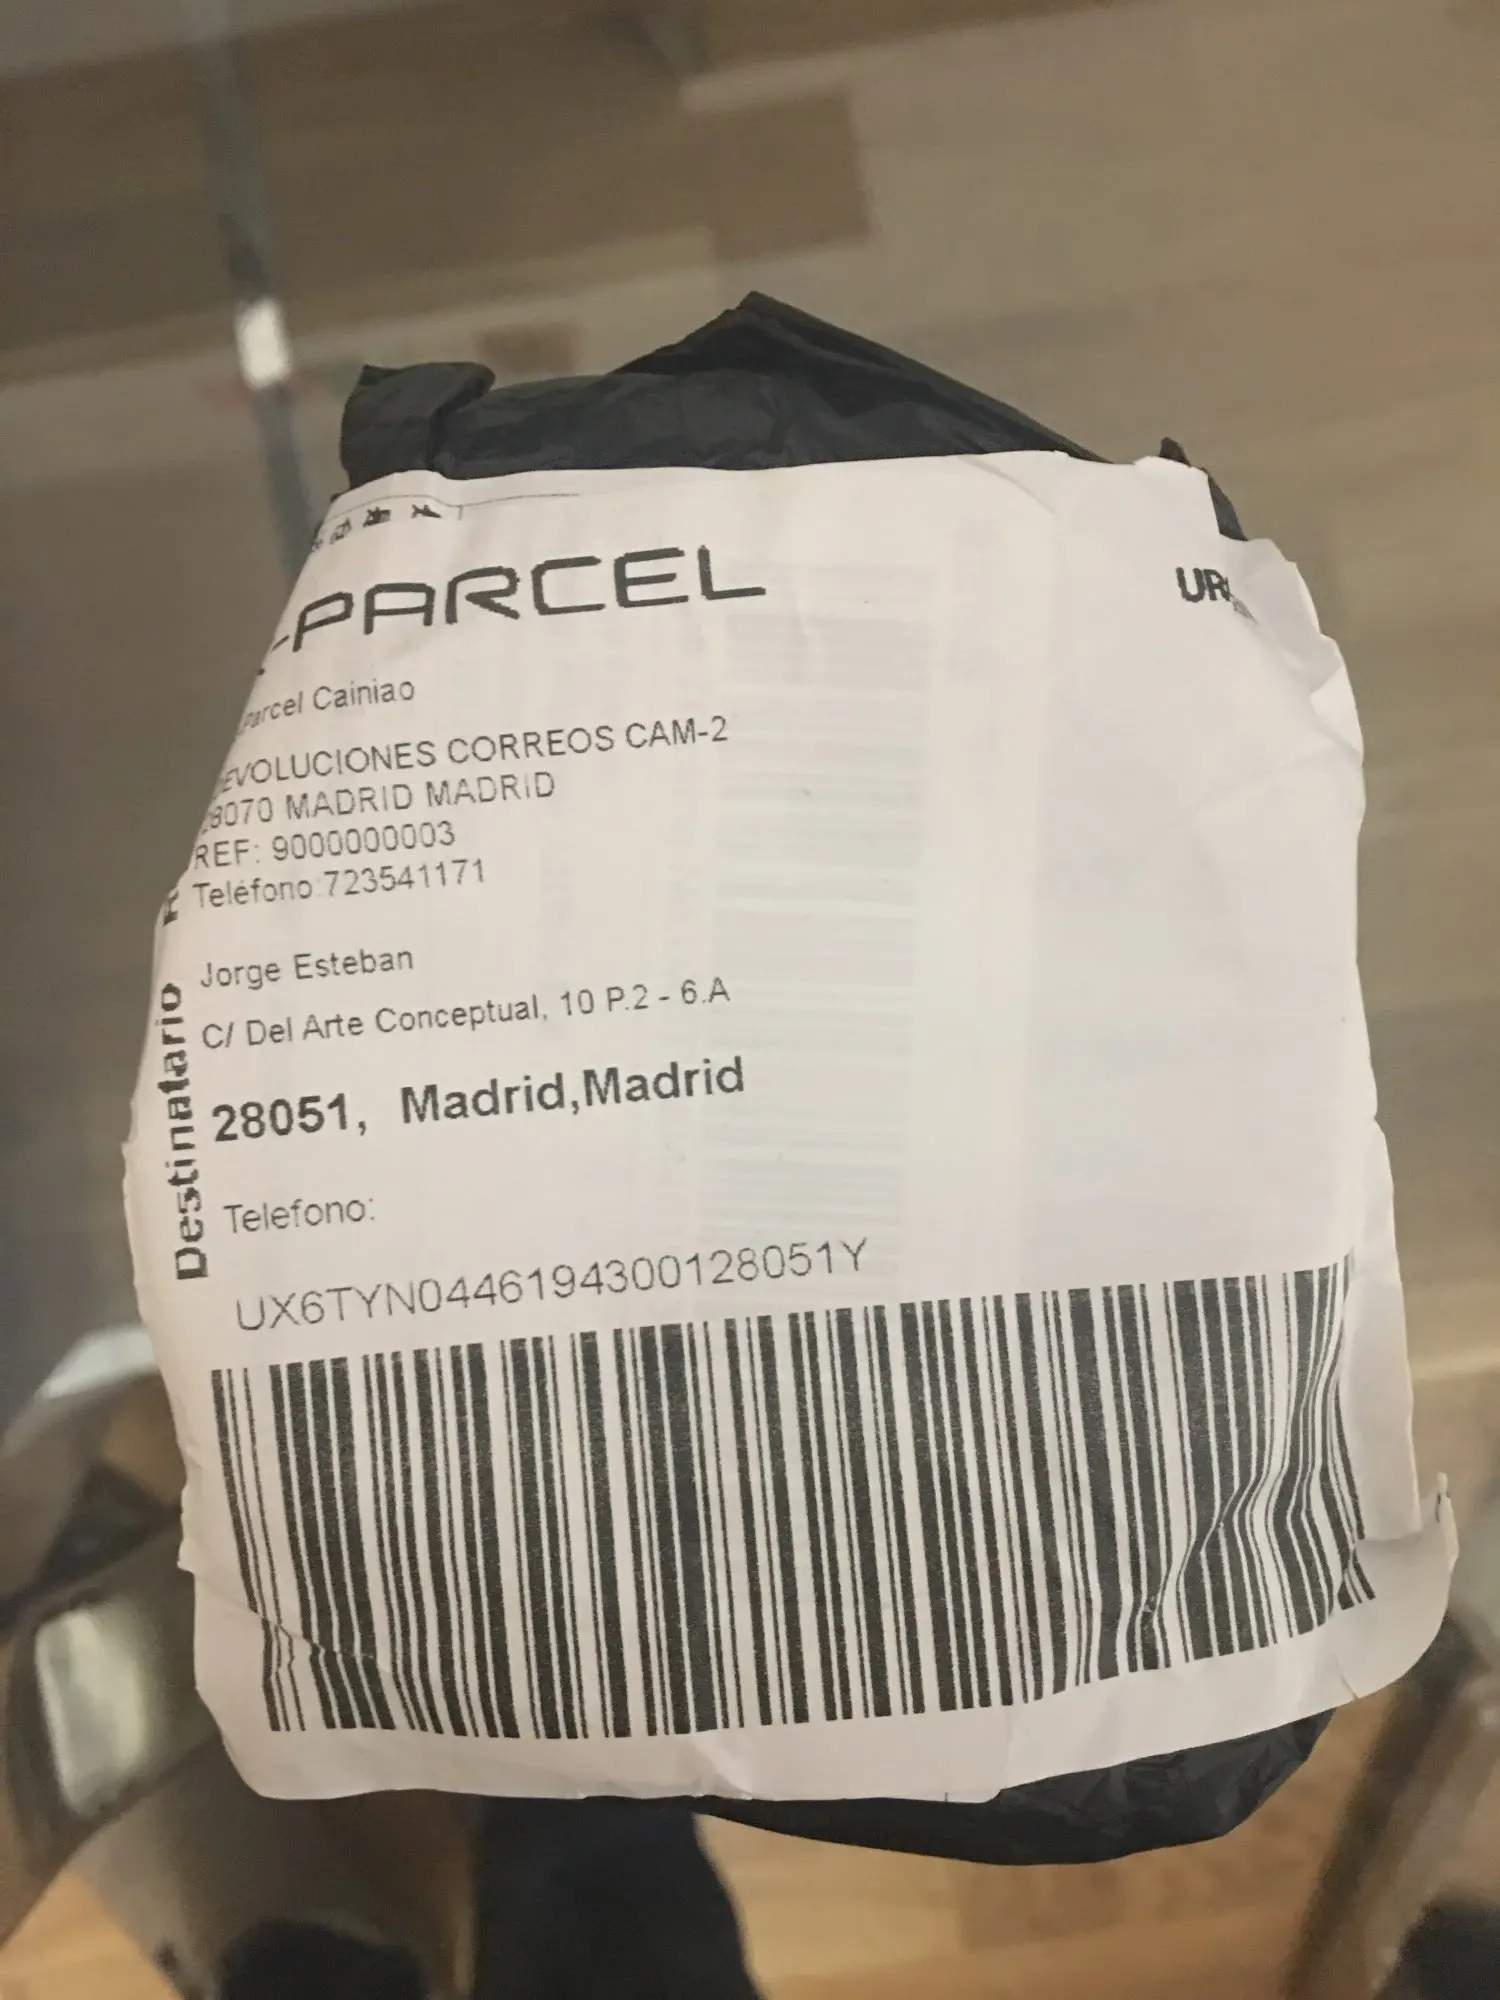 -PARCEL
UR
Parcel Cainiao
EVOLUCIONES CORREOS CAM-2
28070 MADRID MADRID
REF: 9000000003
Teléfono:723541171
Destinatario
Jorge Esteban
C/ Del Arte Conceptual, 10 P.2 - 6.A
28051, Madrid,Madrid
Telefono:
UX6TYN0446194300128051Y